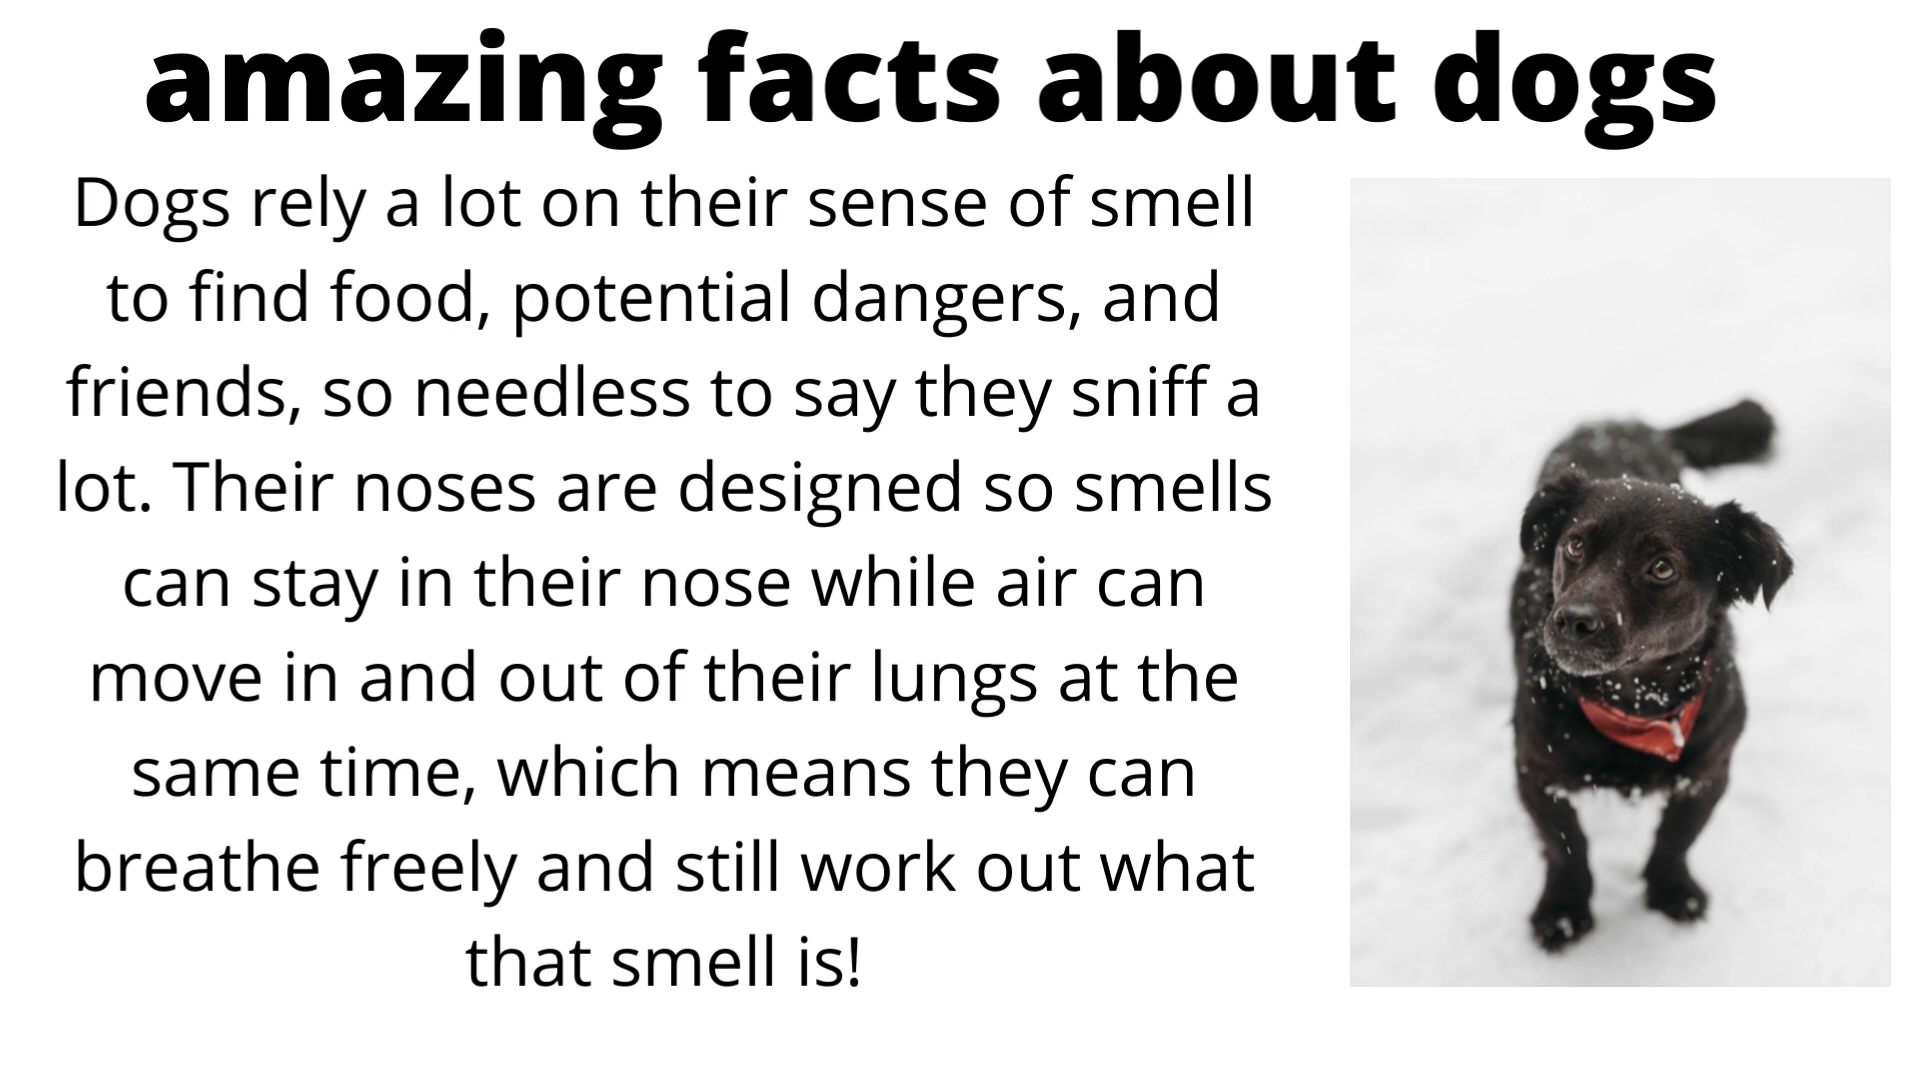 amazing facts about dogs
Dogs rely a lot on their sense of smell
to find food, potential dangers, and
friends, so needless to say they sniff a
lot. Their noses are designed so smells
can stay in their nose while air can
move in and out of their lungs at the
same time, which means they can
breathe freely and still work out what
that smell is!